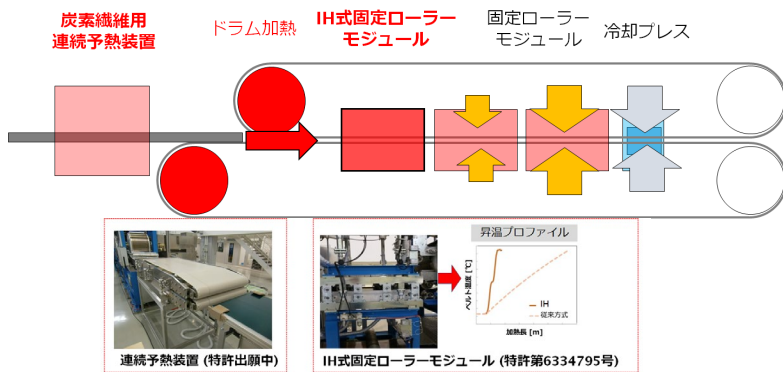 炭素繊維用
連続予熱装置
ドラム加熱
IH式固定ローラー
モジュール
固定ローラー
モジュール
冷却プレス
昇温プロファイル
ベルト温度 [℃]
IH
従来方式
加熱長 [m]
連続予熱装置 (特許出願中)
IH式固定ローラーモジュール (特許第6334795号)